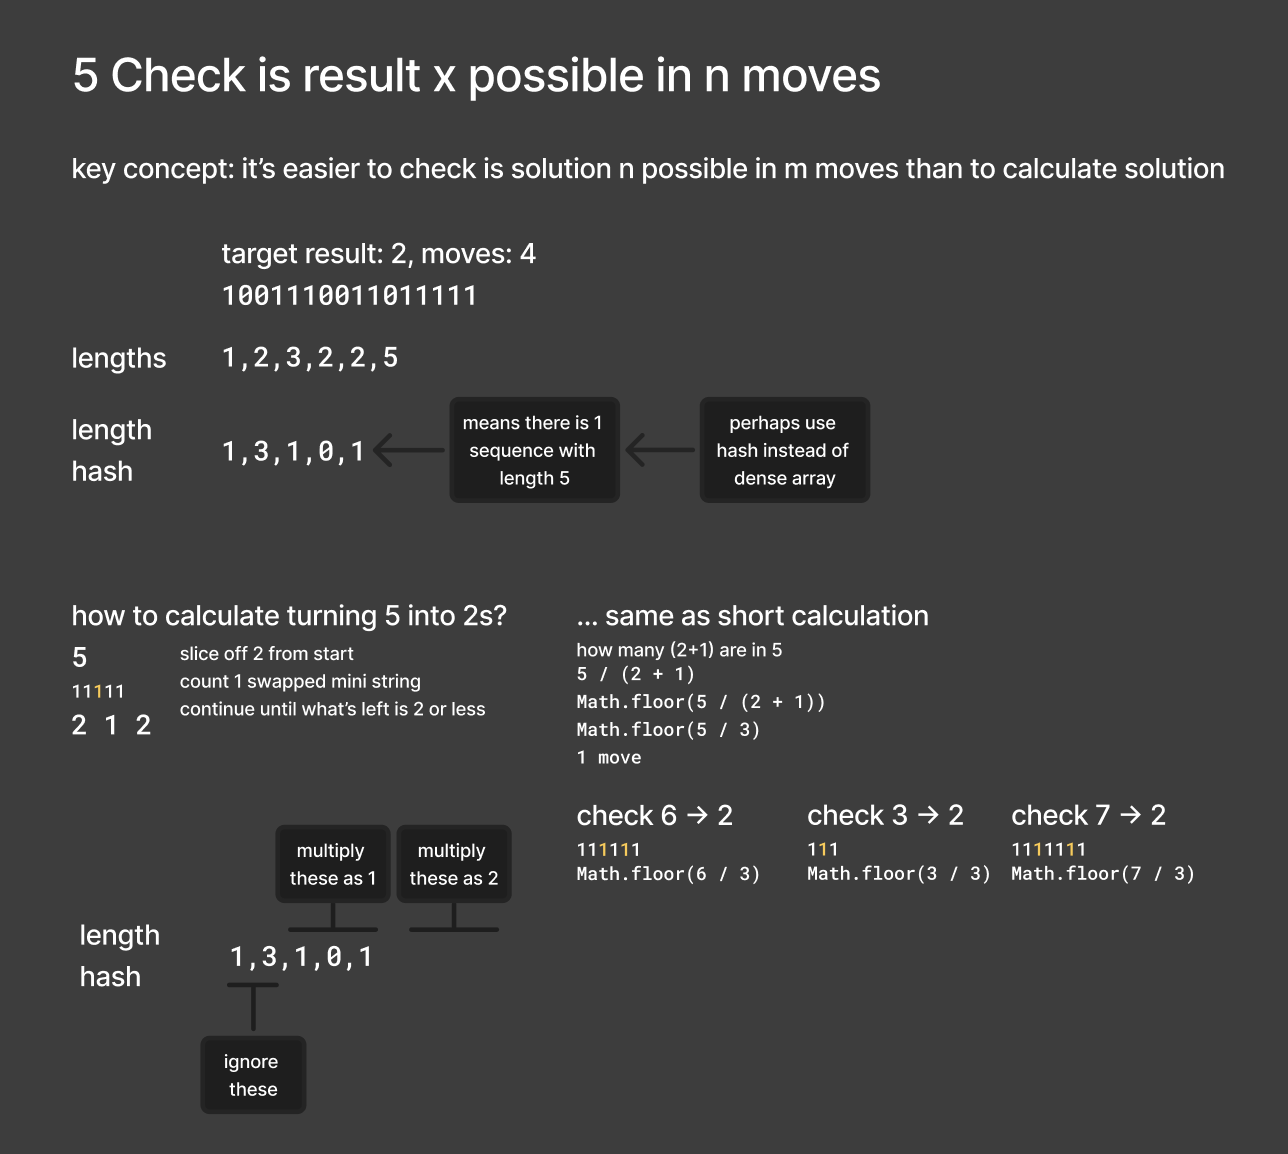 5 Check is result x possible in n moves
key concept: it’s easier to check is solution n possible in m moves than to calculate solution
target result: 2, moves: 4
1001110011011111
lengths
1,2,3,2,2,5
length
hash
1,3,1,0,1
means there is 1
sequence with
length 5
perhaps use
hash instead of
dense array
how to calculate turning 5 into 2s?
5
11111
2 1 2
slice off 2 from start
count 1 swapped mini string
continue until what’s left is 2 or less
... same as short calculation
how many (2+1) are in 5
5 / (2 + 1)
Math.floor(5 / (2 + 1))
Math.floor(5 / 3)
1 move
check 6 → 2
111111
Math.floor(6 / 3)
check 3 → 2
111
Math.floor(3 / 3)
check 7 → 2
1111111
Math.floor(7 / 3)
multiply
these as 1
multiply
these as 2
length
hash
1,3,1,0,1
ignore
these